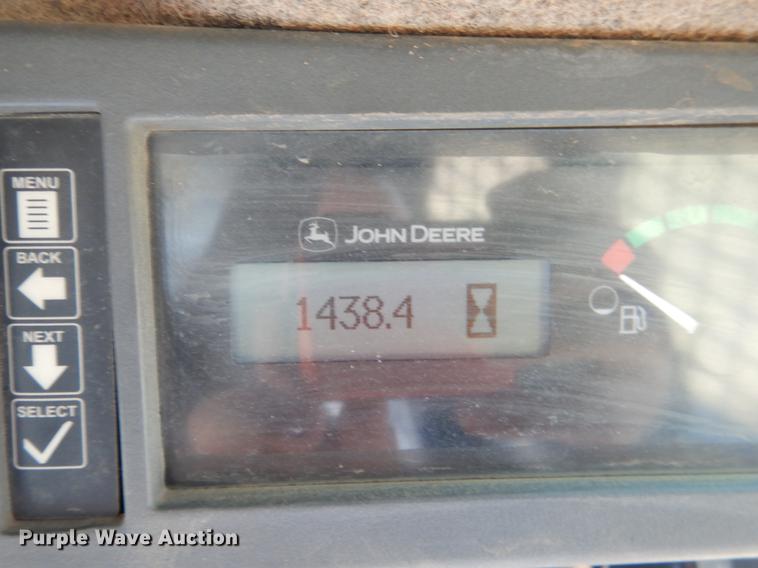 MENU
BACK
NEXT
SELECT
JOHN DEERE
1438.4
Purple Wave Auction